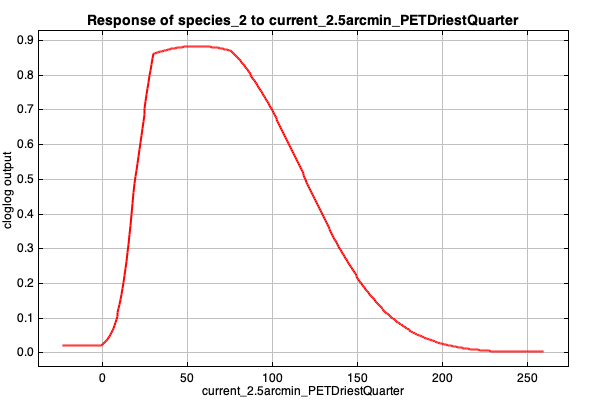 Response of species_2 to current_2.5arcmin_PETDriestQuarter
0.9
0.8
0.7
0.6
0.5
0.4
0.3
0.2
0.1
0.0
cloglog output
0 50 100 150 200 250
current_2.5arcmin_PETDriestQuarter